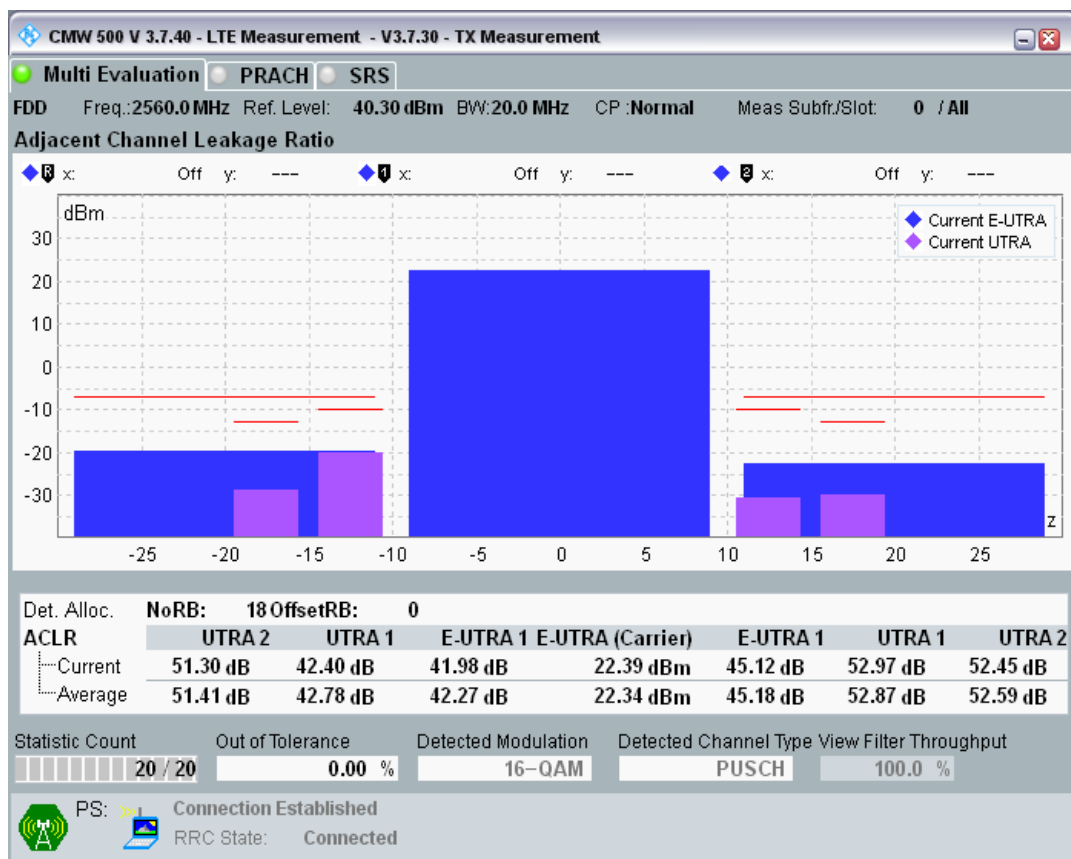 CMW 500 V 3.7.40 - LTE Measurement - V3.7.30 - TX Measurement
Multi Evaluation PRACH SRS
FDD Freq.:2560.0 MHz Ref. Level: 40.30 dBm BW:20.0 MHz CP :Normal Meas Subfr./Slot: 0 / All
Adjacent Channel Leakage Ratio
R x: Off y: --- 1 x: Off y: --- 2 x: Off y: ---
dBm
Current E-UTRA
Current UTRA
30
20
10
0
-10
-20
-30
z
-25 -20 -15 -10 -5 0 5 10 15 20 25
Det. Alloc. NoRB: 18 OffsetRB: 0
ACLR UTRA 2 UTRA 1 E-UTRA 1 E-UTRA (Carrier) E-UTRA 1 UTRA 1 UTRA 2
Current 51.30 dB 42.40 dB 41.98 dB 22.39 dBm 45.12 dB 52.97 dB 52.45 dB
Average 51.41 dB 42.78 dB 42.27 dB 22.34 dBm 45.18 dB 52.87 dB 52.59 dB
Statistic Count Out of Tolerance Detected Modulation Detected Channel Type View Filter Throughput
20 / 20 0.00 % 16-QAM PUSCH 100.0 %
PS: Connection Established
RRC State: Connected